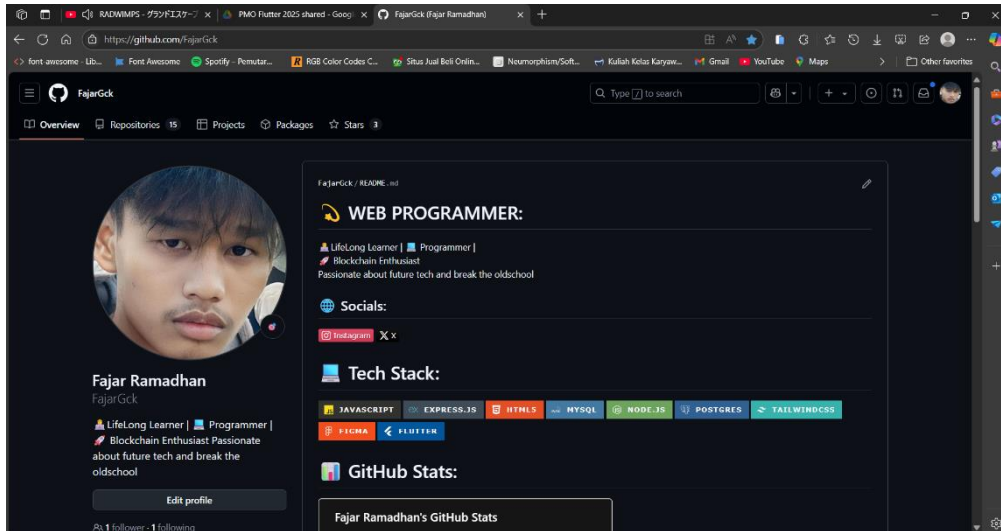 RADWIMPS - グランドエスケープ
PMO Flutter 2025 shared - Goog
FajarGck (Fajar Ramadhan)
https://github.com/FajarGck
font-awesome - Lib...
Font Awesome
Spotify - Pemutar...
RGB Color Codes C...
Situs Jual Beli Onlin...
Neumorphism/Soft...
Kuliah Kelas Karyaw...
Gmail
YouTube
Maps
Other favorites
FajarGck
Type / to search
Overview
Repositories 15
Projects
Packages
Stars 3
FajarGck / README.md
WEB PROGRAMMER:
LifeLong Learner | Programmer |
Blockchain Enthusiast
Passionate about future tech and break the oldschool
Socials:
Instagram X
Tech Stack:
JAVASCRIPT EXPRESS.JS HTML5 MYSQL NODE.JS POSTGRES TAILWINDCSS
FIGMA FLUTTER
GitHub Stats:
Fajar Ramadhan's GitHub Stats
Fajar Ramadhan
FajarGck
LifeLong Learner | Programmer |
Blockchain Enthusiast Passionate
about future tech and break the
oldschool
Edit profile
1 follower · 1 following